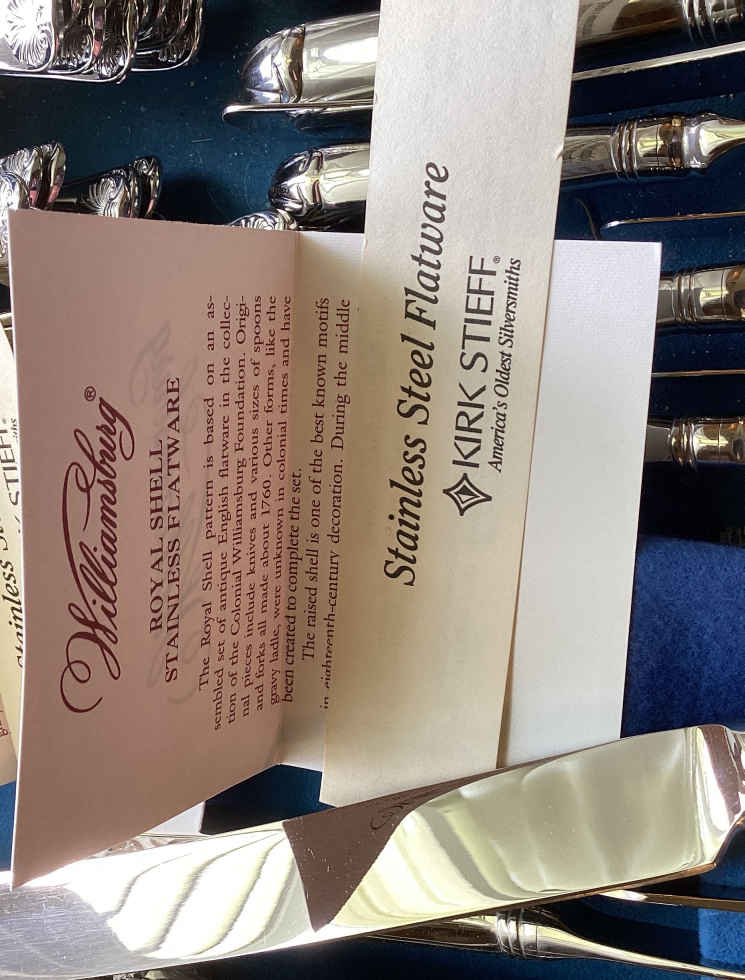 Williamsburg®
ROYAL SHELL
STAINLESS FLATWARE
The Royal Shell pattern is based on an as-
sembled set of antique English flatware in the collec-
tion of the Colonial Williamsburg Foundation. Origi-
nal pieces include knives and various sizes of spoons
and forks all made about 1760. Other forms, like the
gravy ladle, were unknown in colonial times and have
been created to complete the set.
The raised shell is one of the best known motifs
in eighteenth-century decoration. During the middle
Stainless Steel Flatware
KIRK STIEFF®
America's Oldest Silversmiths
Stainless St
K STIEFF®
ths